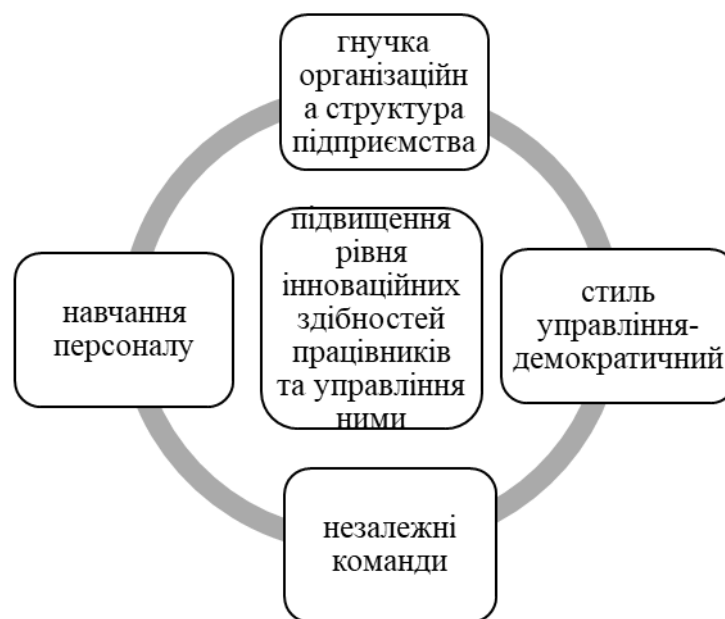 гнучка
організаційн
а структура
підприємства
підвищення
рівня
інноваційних
здібностей
працівників
та управління
ними
навчання
персоналу
стиль
управління-
демократичний
незалежні
команди